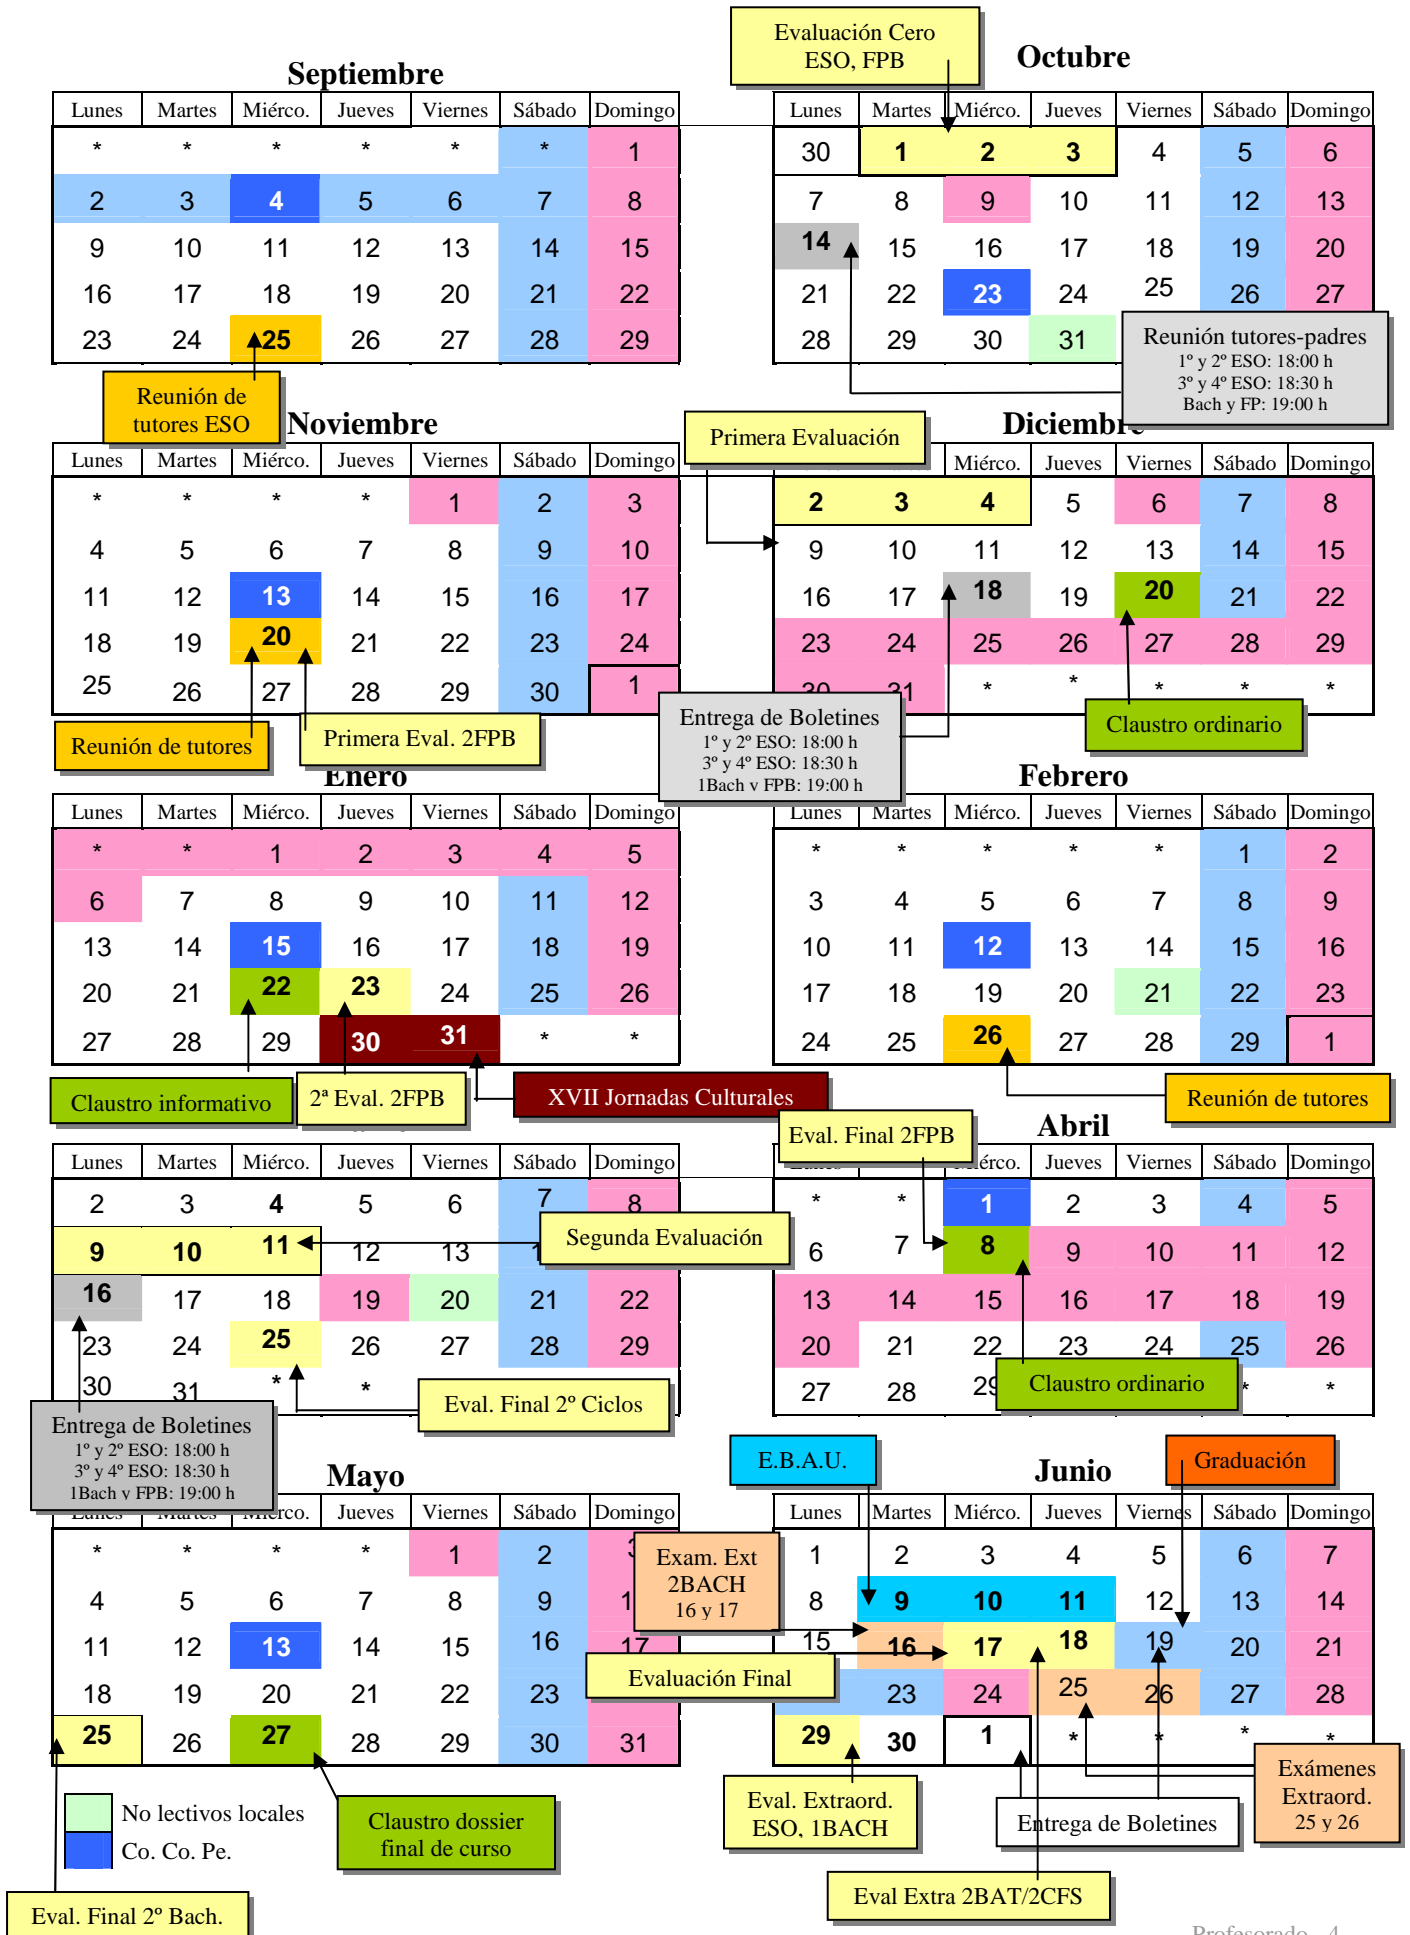 Evaluación Cero
ESO, FPB
Septiembre
Octubre
Lunes Martes Miérco. Jueves Viernes Sábado Domingo
* * * * * * 1
2 3 4 5 6 7 8
9 10 11 12 13 14 15
16 17 18 19 20 21 22
23 24 25 26 27 28 29
Reunión de
tutores ESO
Lunes Martes Miérco. Jueves Viernes Sábado Domingo
30 1 2 3 4 5 6
7 8 9 10 11 12 13
14 15 16 17 18 19 20
21 22 23 24 25 26 27
28 29 30 31
Reunión tutores-padres
1º y 2º ESO: 18:00 h
3º y 4º ESO: 18:30 h
Bach y FP: 19:00 h
Noviembre
Lunes Martes Miérco. Jueves Viernes Sábado Domingo
* * * * 1 2 3
4 5 6 7 8 9 10
11 12 13 14 15 16 17
18 19 20 21 22 23 24
25 26 27 28 29 30 1
Reunión de tutores
Primera Eval. 2FPB
Primera Evaluación
Diciembre
Miérco. Jueves Viernes Sábado Domingo
2 3 4 5 6 7 8
9 10 11 12 13 14 15
16 17 18 19 20 21 22
23 24 25 26 27 28 29
30 31 * * * * *
Entrega de Boletines
1º y 2º ESO: 18:00 h
3º y 4º ESO: 18:30 h
1Bach y FPB: 19:00 h
Claustro ordinario
Enero
Lunes Martes Miérco. Jueves Viernes Sábado Domingo
* * 1 2 3 4 5
6 7 8 9 10 11 12
13 14 15 16 17 18 19
20 21 22 23 24 25 26
27 28 29 30 31 * *
Claustro informativo
2ª Eval. 2FPB
XVII Jornadas Culturales
Febrero
Lunes Martes Miérco. Jueves Viernes Sábado Domingo
* * * * * 1 2
3 4 5 6 7 8 9
10 11 12 13 14 15 16
17 18 19 20 21 22 23
24 25 26 27 28 29 1
Reunión de tutores
Lunes Martes Miérco. Jueves Viernes Sábado Domingo
2 3 4 5 6 7 8
9 10 11 12 13
16 17 18 19 20 21 22
23 24 25 26 27 28 29
30 31 * *
Segunda Evaluación
Eval. Final 2º Ciclos
Entrega de Boletines
1º y 2º ESO: 18:00 h
3º y 4º ESO: 18:30 h
1Bach y FPB: 19:00 h
Eval. Final 2FPB
Abril
Lunes Miérco. Jueves Viernes Sábado Domingo
* * 1 2 3 4 5
6 7 8 9 10 11 12
13 14 15 16 17 18 19
20 21 22 23 24 25 26
27 28 29 * *
Claustro ordinario
Mayo
Lunes Martes Miérco. Jueves Viernes Sábado Domingo
* * * * 1 2 3
4 5 6 7 8 9
11 12 13 14 15 16 17
18 19 20 21 22 23
25 26 27 28 29 30 31
E.B.A.U.
Junio
Graduación
Lunes Martes Miérco. Jueves Viernes Sábado Domingo
1 2 3 4 5 6 7
8 9 10 11 12 13 14
15 16 17 18 19 20 21
23 24 25 26 27 28
29 30 1 * * * *
Exam. Ext
2BACH
16 y 17
Evaluación Final
Exámenes
Extraord.
25 y 26
Eval. Extraord.
ESO, 1BACH
Entrega de Boletines
Eval Extra 2BAT/2CFS
No lectivos locales
Co. Co. Pe.
Claustro dossier
final de curso
Eval. Final 2º Bach.
Profesorado - 4